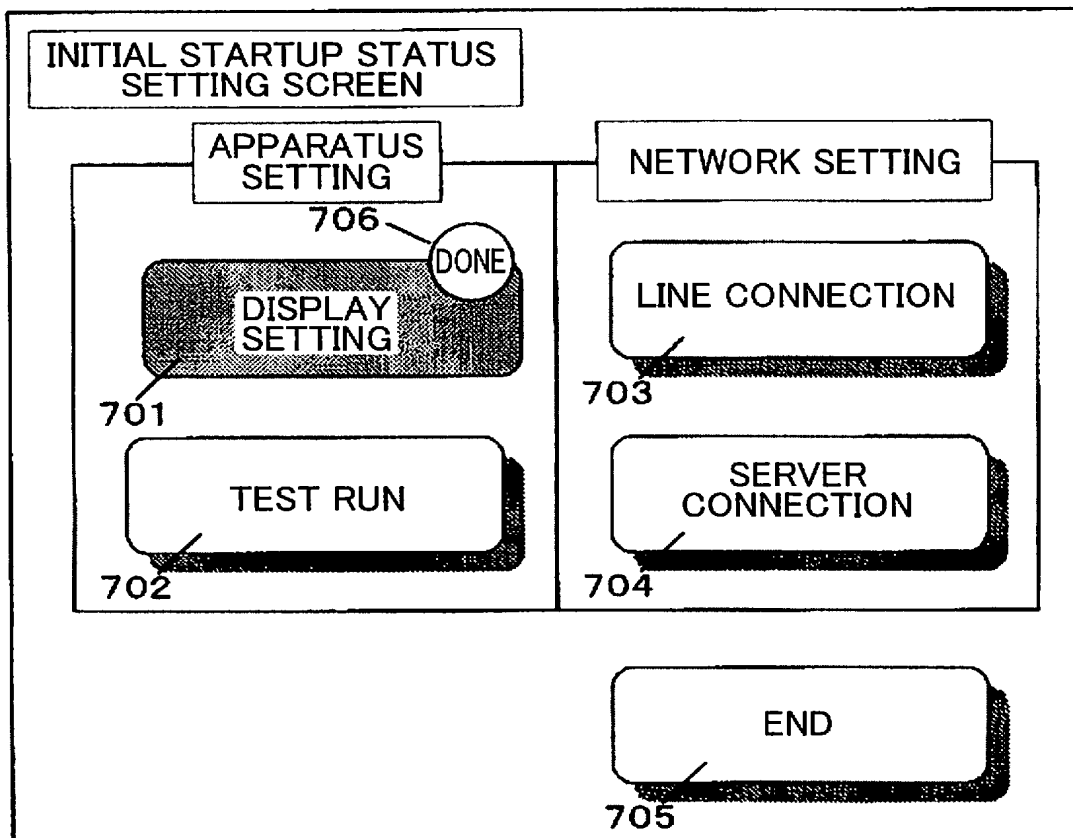 INITIAL STARTUP STATUS
SETTING SCREEN
APPARATUS
SETTING
706
DONE
DISPLAY
SETTING
701
TEST RUN
702
NETWORK SETTING
LINE CONNECTION
703
SERVER
CONNECTION
704
END
705